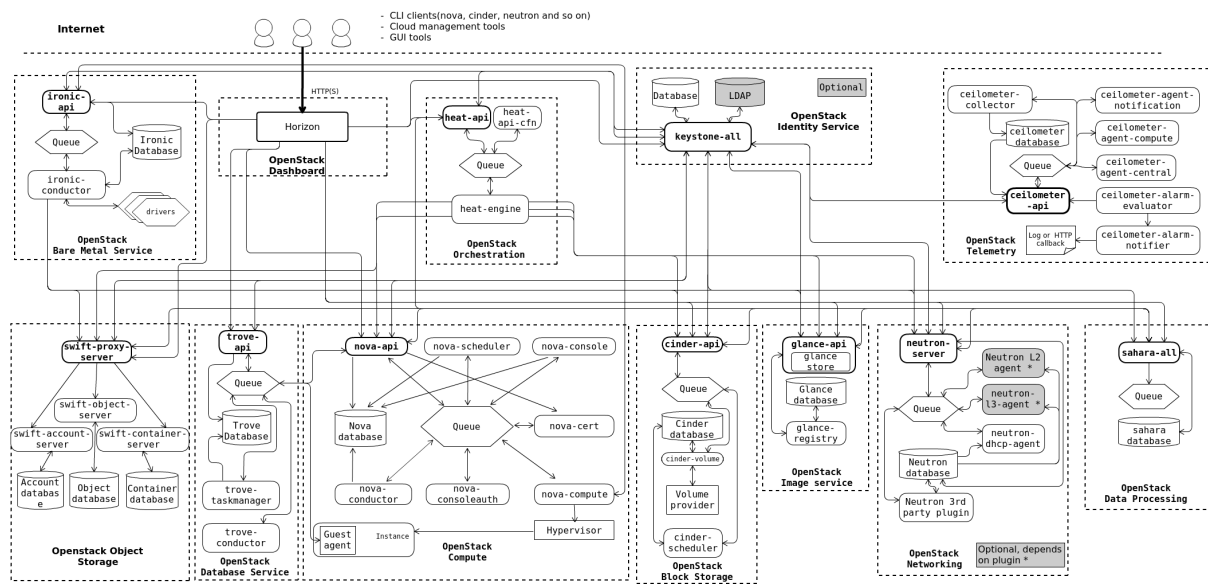 Internet
- CLI clients(nova, cinder, neutron and so on)
- Cloud management tools
- GUI tools
HTTP(S)
ironic-
api
Queue
Ironic
Database
ironic-
conductor
drivers
OpenStack
Bare Metal Service
Horizon
OpenStack
Dashboard
heat-api
heat-
api-cfn
Queue
heat-engine
OpenStack
Orchestration
Database
LDAP
Optional
keystone-all
OpenStack
Identity Service
ceilometer-
collector
ceilometer-agent-
notification
ceilometer
database
ceilometer-
agent-compute
Queue
ceilometer-
agent-central
ceilometer
-api
ceilometer-alarm-
evaluator
Log or HTTP
callback
ceilometer-alarm-
notifier
OpenStack
Telemetry
swift-proxy-
server
swift-object-
server
swift-account-
server
swift-container-
server
Account
databas
e
Object
database
Container
database
Openstack Object
Storage
trove-
api
Queue
Trove
Database
trove-
taskmanager
trove-
conductor
OpenStack
Database Service
nova-api
nova-scheduler
nova-console
Nova
database
Queue
nova-cert
nova-
conductor
nova-
consoleauth
nova-compute
Guest
agent
Instance
Hypervisor
OpenStack
Compute
cinder-api
Queue
Cinder
database
cinder-volume
Volume
provider
cinder-
scheduler
OpenStack
Block Storage
glance-api
glance
store
Glance
database
glance-
registry
OpenStack
Image service
neutron-
server
Neutron L2
agent *
neutron-
l3-agent *
Queue
neutron-
dhcp-agent
Neutron
database
Neutron 3rd
party plugin
OpenStack
Networking
Optional, depends
on plugin *
sahara-all
Queue
sahara
database
OpenStack
Data Processing